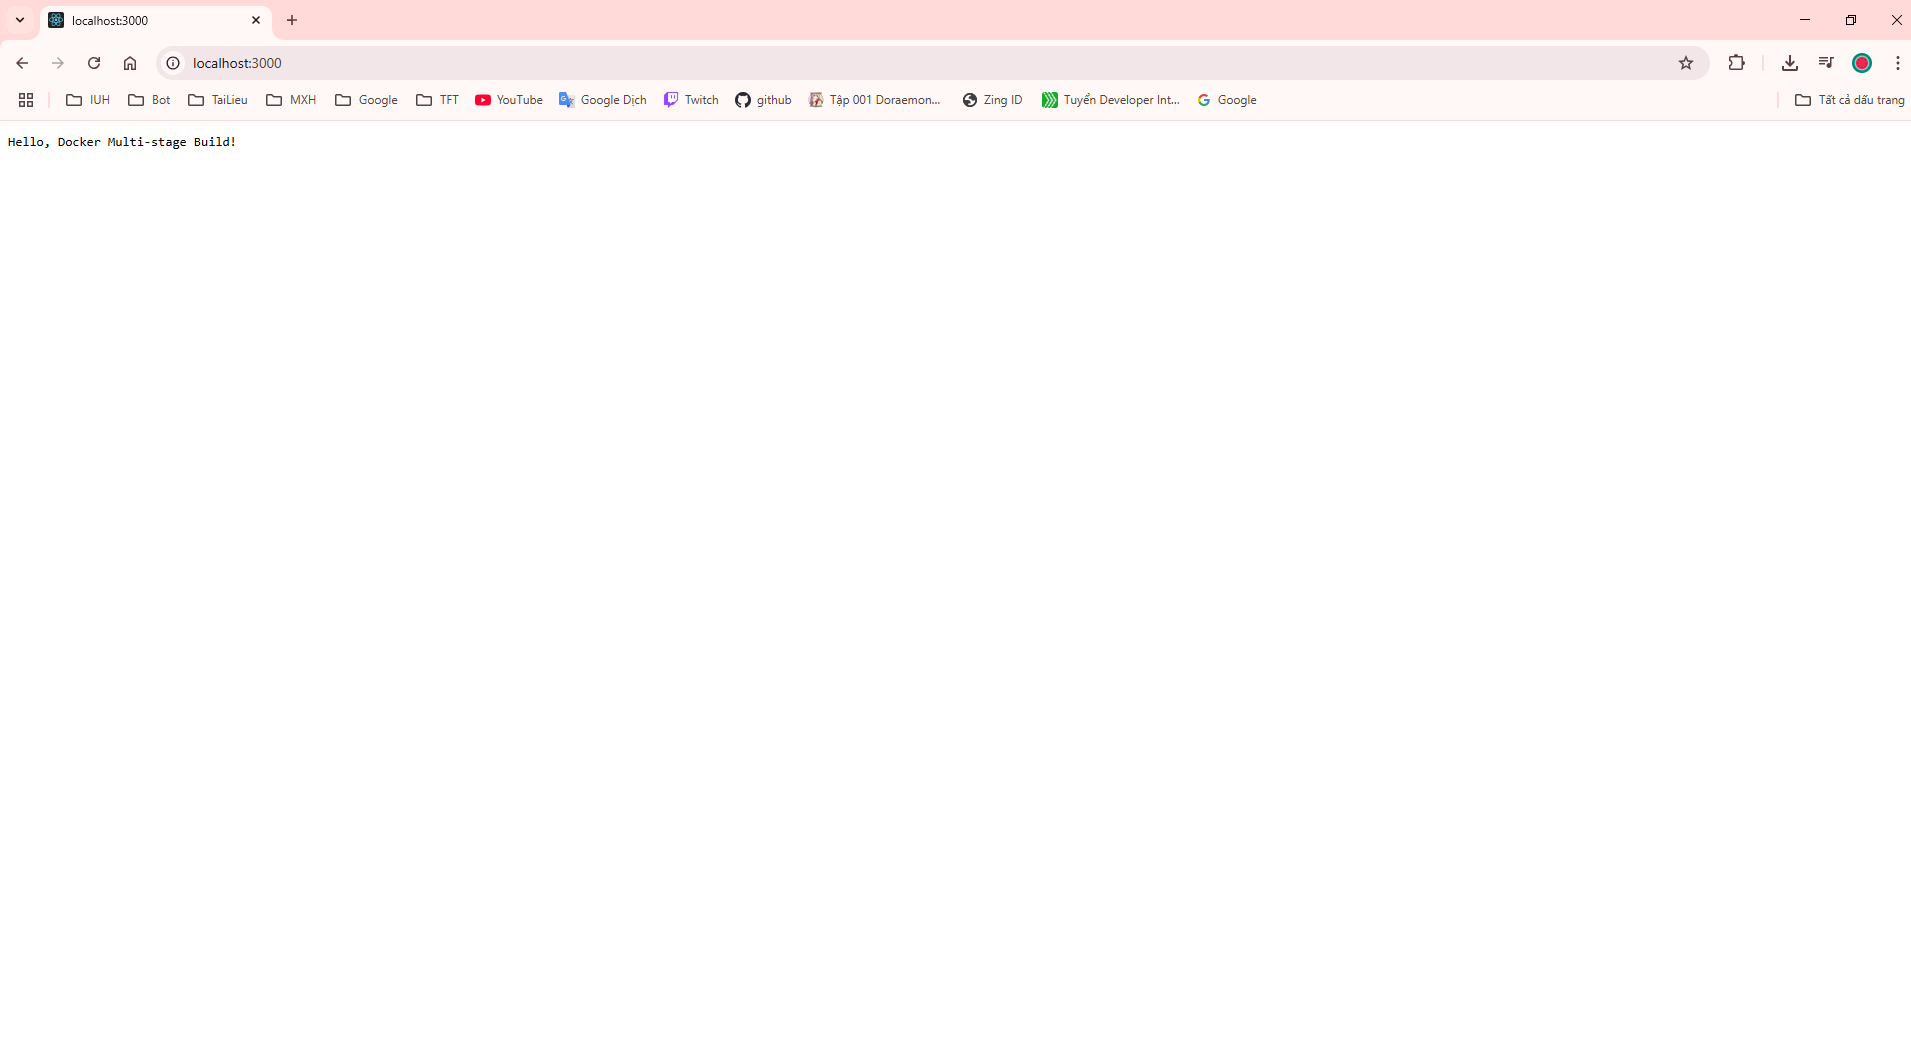 localhost:3000
localhost:3000
IUH Bot TaiLieu MXH Google TFT YouTube Google Dịch Twitch github Tập 001 Doraemon... Zing ID Tuyển Developer Int... Google Tất cả dấu trang
Hello, Docker Multi-stage Build!